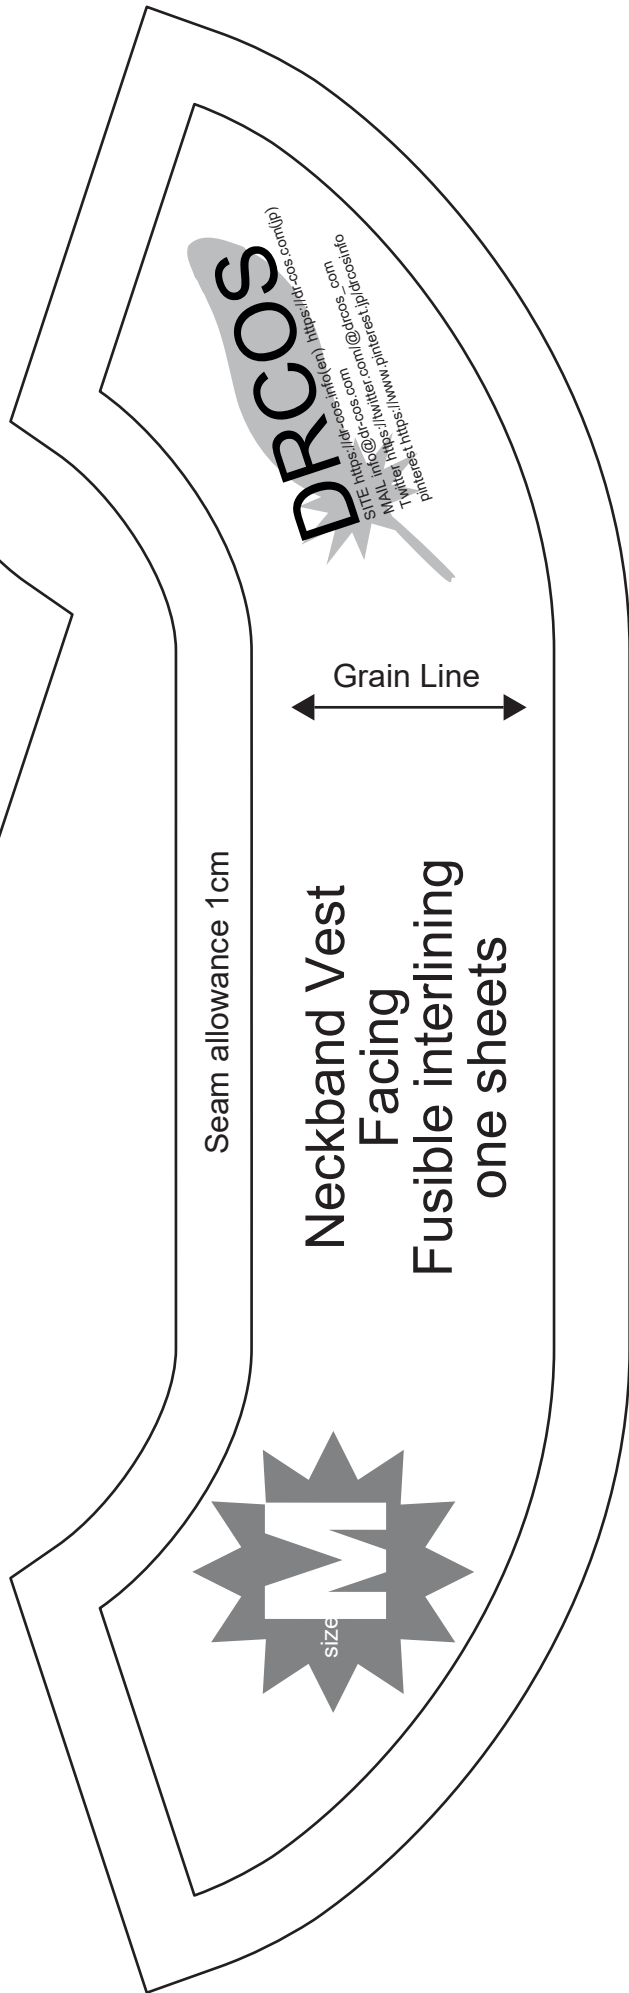 DRCOS
SITE https://dr-cos.info(en) https://dr-cos.com(jp)
MAIL info@dr-cos.com
Twitter https://twitter.com/@drcos_com
pinterest https://www.pinterest.jp/drcosinfo
Grain Line
Seam allowance 1cm
Neckband Vest
Facing
Fusible interlining
one sheets
size M